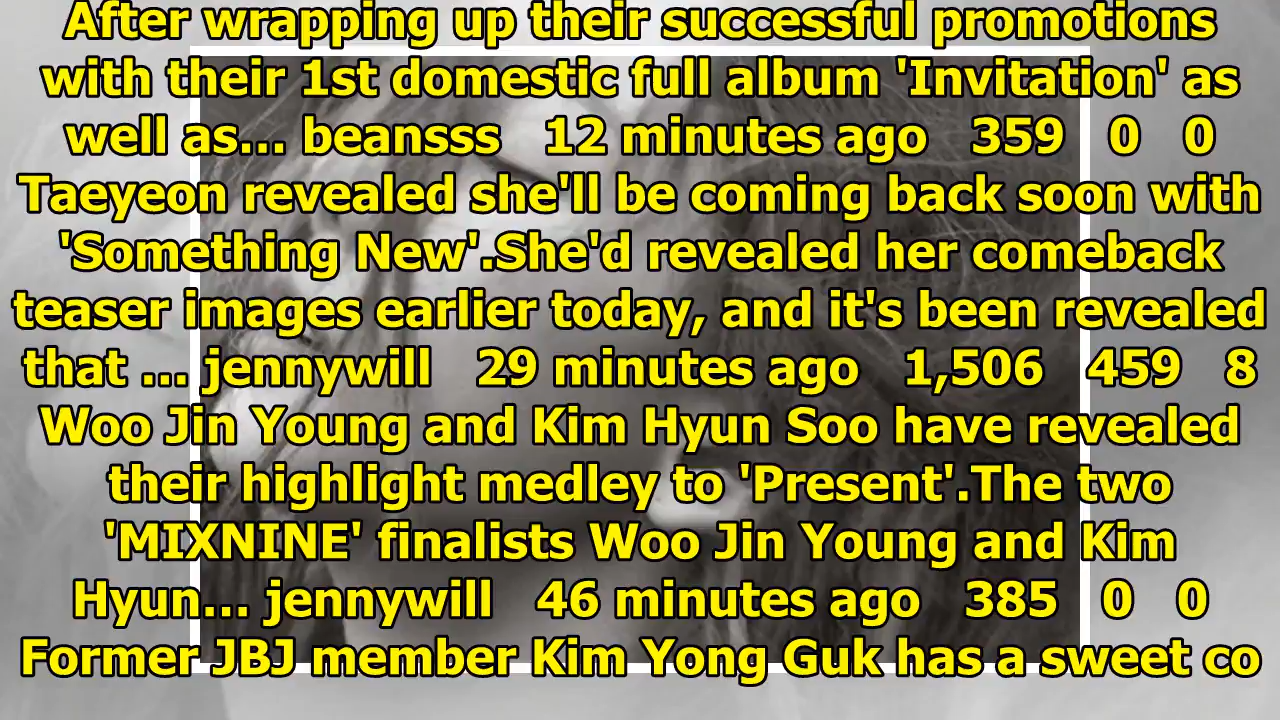 After wrapping up their successful promotions
with their 1st domestic full album 'Invitation' as
well as... beansss 12 minutes ago 359 0 0
Taeyeon revealed she'll be coming back soon with
'Something New'.She'd revealed her comeback
teaser images earlier today, and it's been revealed
that ... jennywill 29 minutes ago 1,506 459 8
Woo Jin Young and Kim Hyun Soo have revealed
their highlight medley to 'Present'.The two
'MIXNINE' finalists Woo Jin Young and Kim
Hyun... jennywill 46 minutes ago 385 0 0
Former JBJ member Kim Yong Guk has a sweet co